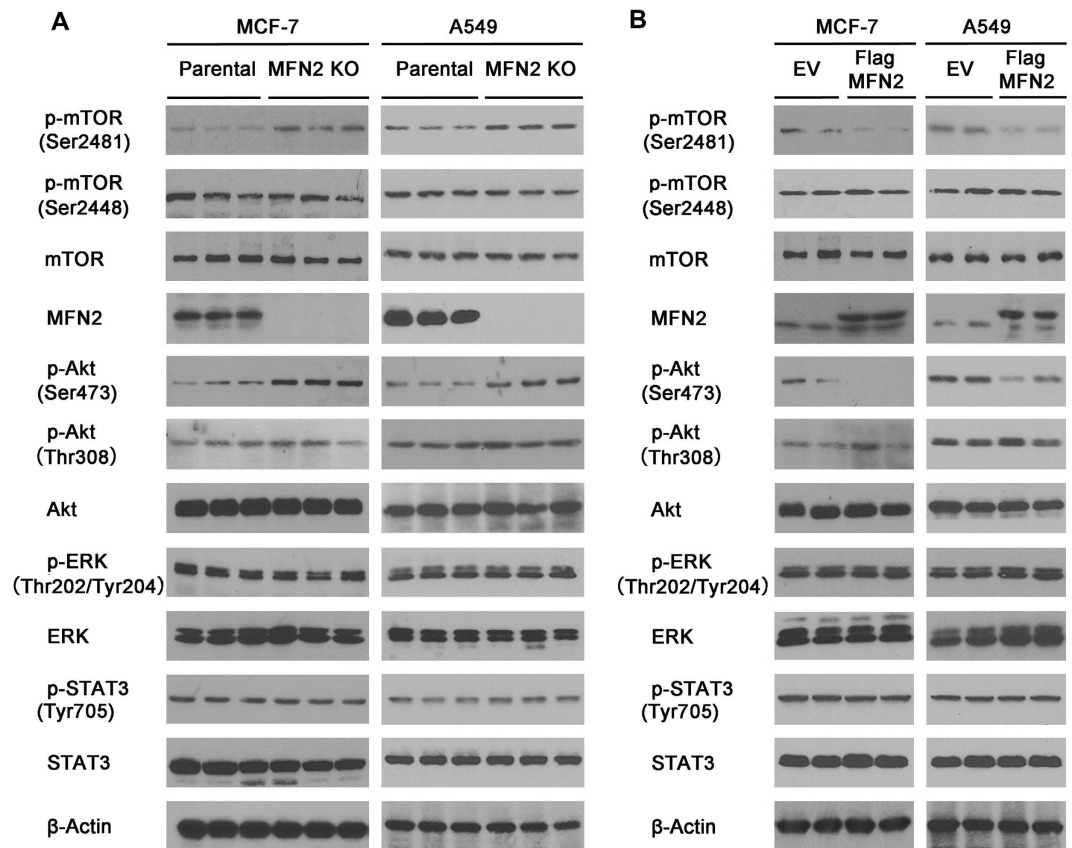 A
MCF-7
A549
Parental
MFN2 KO
Parental
MFN2 KO
p-mTOR
(Ser2481)
p-mTOR
(Ser2448)
mTOR
MFN2
p-Akt
(Ser473)
p-Akt
(Thr308)
Akt
p-ERK
(Thr202/Tyr204)
ERK
p-STAT3
(Tyr705)
STAT3
β-Actin
B
MCF-7
A549
EV
Flag
MFN2
EV
Flag
MFN2
p-mTOR
(Ser2481)
p-mTOR
(Ser2448)
mTOR
MFN2
p-Akt
(Ser473)
p-Akt
(Thr308)
Akt
p-ERK
(Thr202/Tyr204)
ERK
p-STAT3
(Tyr705)
STAT3
β-Actin